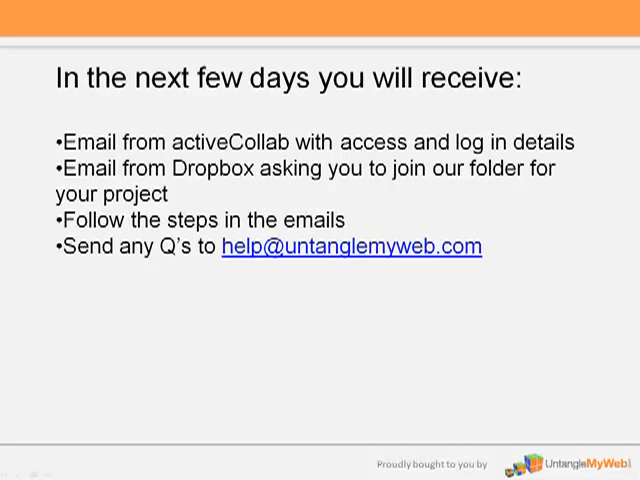 In the next few days you will receive:
•Email from activeCollab with access and log in details
•Email from Dropbox asking you to join our folder for
your project
•Follow the steps in the emails
•Send any Q’s to help@untanglemyweb.com
Proudly bought to you by
UntangleMyWeb!